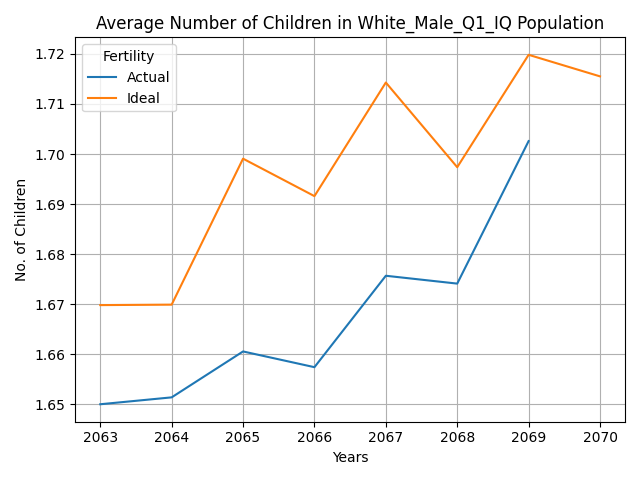 Average Number of Children in White_Male_Q1_IQ Population
Fertility
Actual
Ideal
No. of Children
1.72
1.71
1.70
1.69
1.68
1.67
1.66
1.65
2063 2064 2065 2066 2067 2068 2069 2070
Years